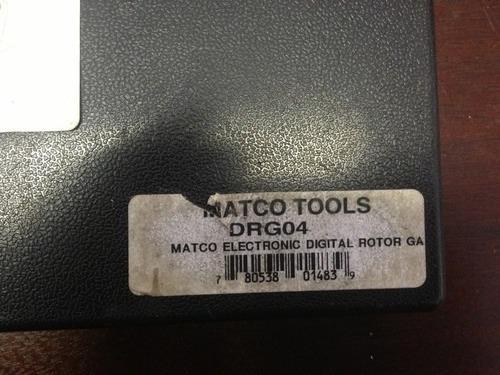 MATCO TOOLS
DRG04
MATCO ELECTRONIC DIGITAL ROTOR GA
7 80538 01483 9